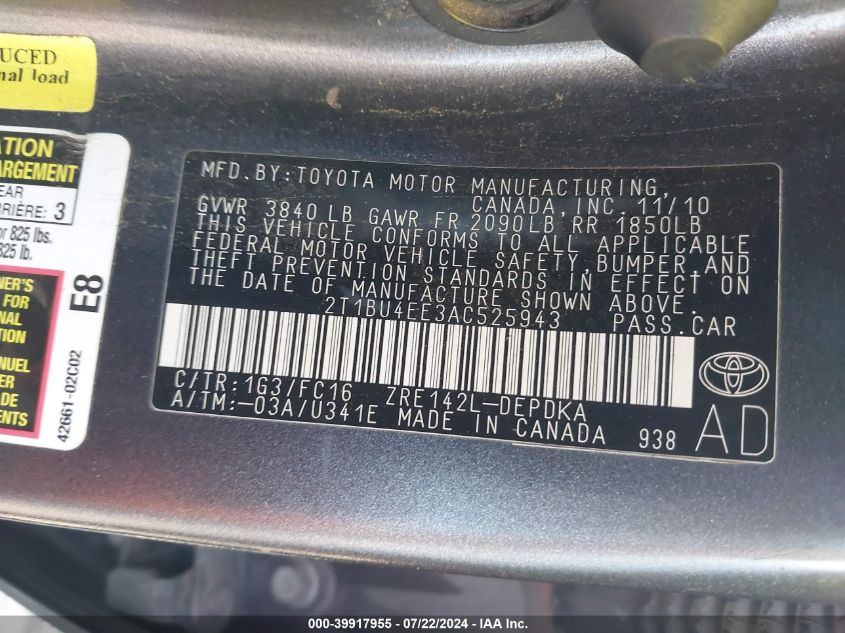 UCED
nal load
ATION
ARGEMENT
EAR
RRIÈRE: 3
or 825 lbs.
825 lb.
NER'S
FOR
NAL
TION
NUEL
ER
DE
ENTS
E8
42661-02C02
MFD.BY:TOYOTA MOTOR MANUFACTURING,
CANADA,INC. 11/10
GVWR 3840 LB GAWR FR 2090LB RR 1850LB
THIS VEHICLE CONFORMS TO ALL APPLICABLE
FEDERAL MOTOR VEHICLE SAFETY,BUMPER,AND
THEFT PREVENTION STANDARDS IN EFFECT ON
THE DATE OF MANUFACTURE SHOWN ABOVE.
2T1BU4EE3AC525943 PASS.CAR
C/TR:1G3/FC16 ZRE142L-DEPDKA
A/TM:-03A/U341E MADE IN CANADA 938
AD
000-39917955 | 07/22/2024 | IAA Inc.